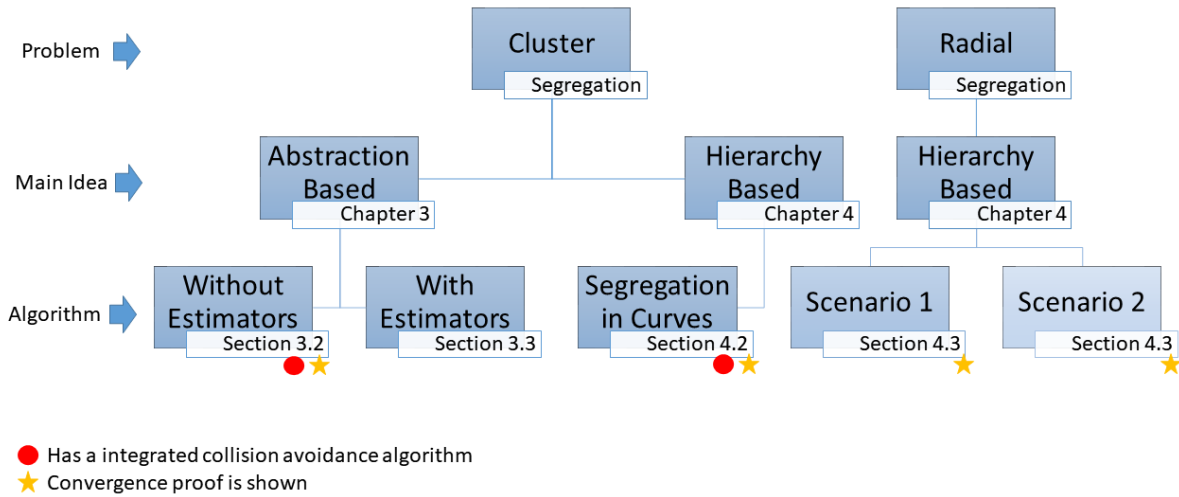 Problem
Cluster
Segregation
Radial
Segregation
Main Idea
Abstraction
Based
Chapter 3
Hierarchy
Based
Chapter 4
Hierarchy
Based
Chapter 4
Algorithm
Without
Estimators
Section 3.2
With
Estimators
Section 3.3
Segregation
in Curves
Section 4.2
Scenario 1
Section 4.3
Scenario 2
Section 4.3
Has a integrated collision avoidance algorithm
Convergence proof is shown